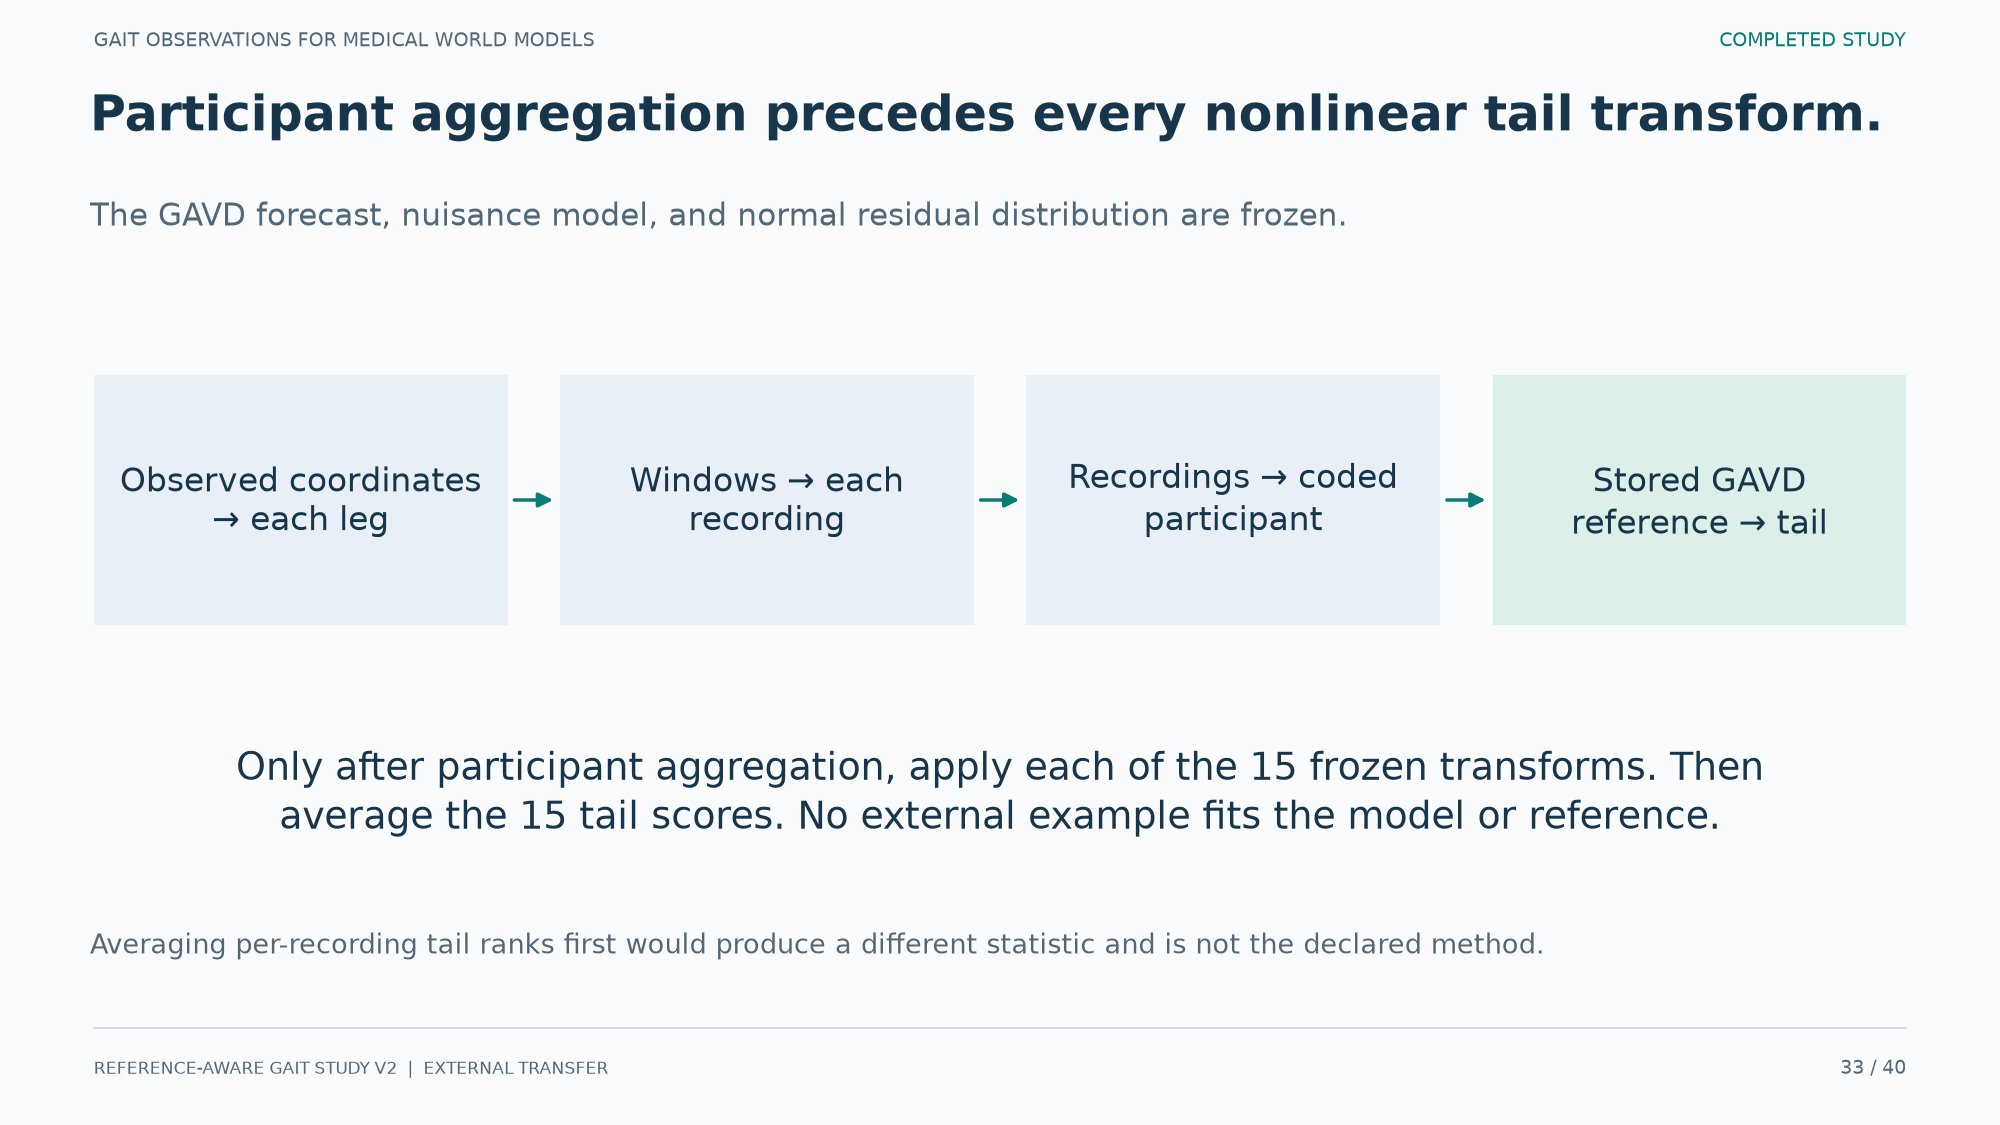 GAIT OBSERVATIONS FOR MEDICAL WORLD MODELS
COMPLETED STUDY
Participant aggregation precedes every nonlinear tail transform.
The GAVD forecast, nuisance model, and normal residual distribution are frozen.
Observed coordinates
→ each leg
Windows → each
recording
Recordings → coded
participant
Stored GAVD
reference → tail
Only after participant aggregation, apply each of the 15 frozen transforms. Then
average the 15 tail scores. No external example fits the model or reference.
Averaging per-recording tail ranks first would produce a different statistic and is not the declared method.
REFERENCE-AWARE GAIT STUDY V2 | EXTERNAL TRANSFER
33 / 40